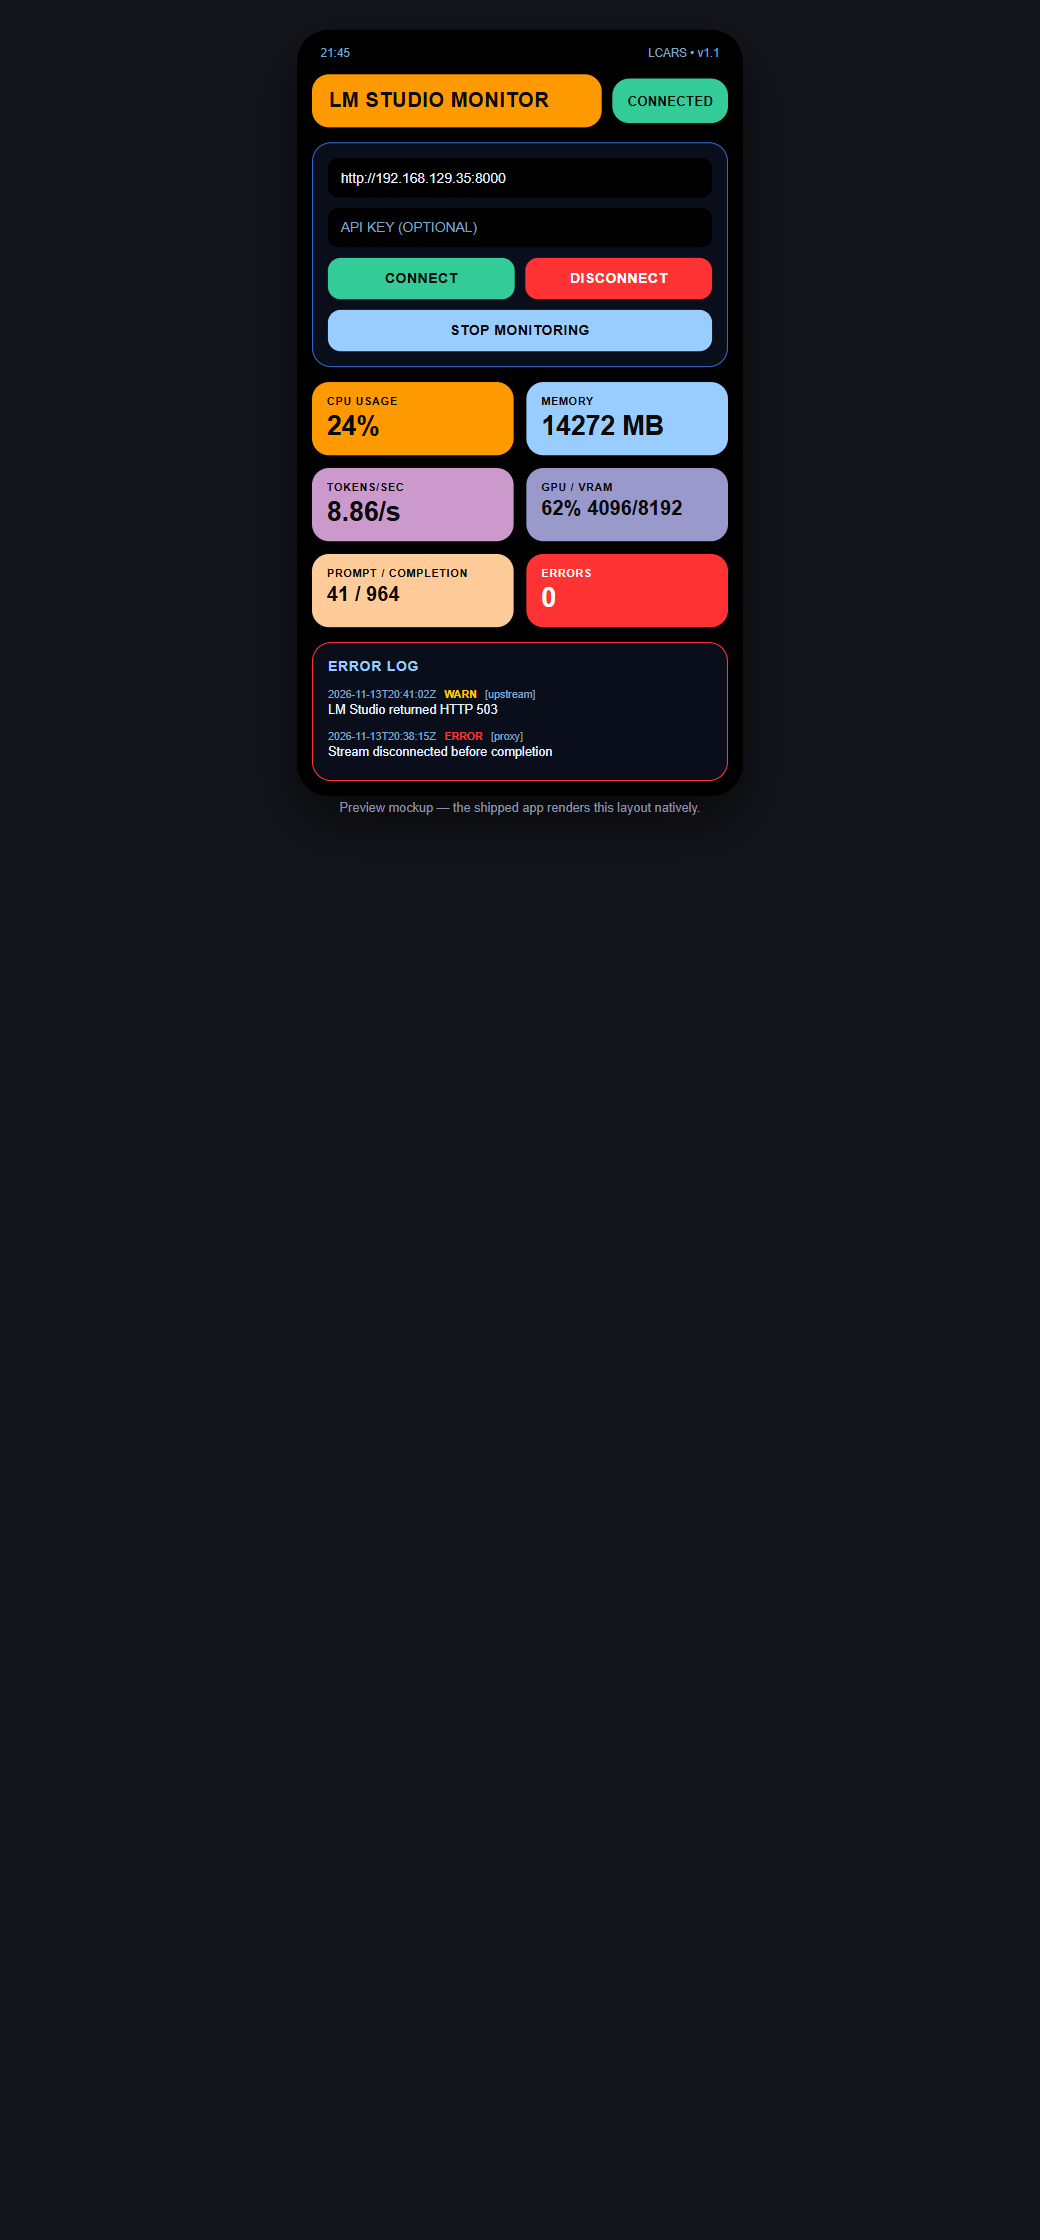 21:45 LCARS • v1.1
LM STUDIO MONITOR CONNECTED
http://192.168.129.35:8000
API KEY (OPTIONAL)
CONNECT DISCONNECT
STOP MONITORING
CPU USAGE MEMORY
24% 14272 MB
TOKENS/SEC GPU / VRAM
8.86/s 62% 4096/8192
PROMPT / COMPLETION ERRORS
41 / 964 0
ERROR LOG
2026-11-13T20:41:02Z WARN [upstream]
LM Studio returned HTTP 503
2026-11-13T20:38:15Z ERROR [proxy]
Stream disconnected before completion
Preview mockup — the shipped app renders this layout natively.